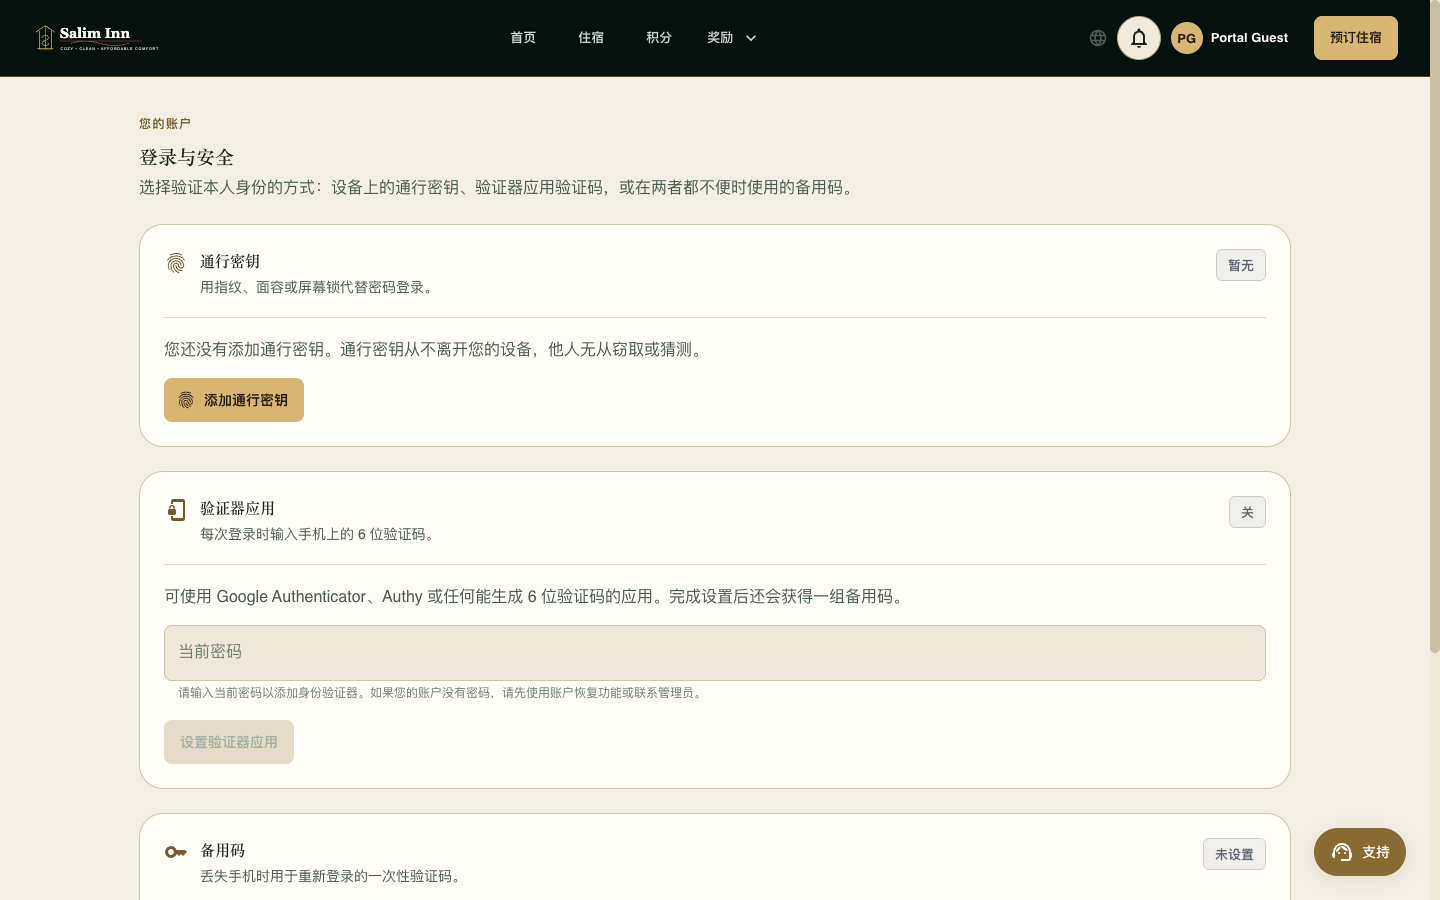 Salim Inn
COZY • CLEAN • AFFORDABLE COMFORT
首页
住宿
积分
奖励
PG
Portal Guest
预订住宿
您的账户
登录与安全
选择验证本人身份的方式：设备上的通行密钥、验证器应用验证码，或在两者都不便时使用的备用码。
通行密钥
暂无
用指纹、面容或屏幕锁代替密码登录。
您还没有添加通行密钥。通行密钥从不离开您的设备，他人无从窃取或猜测。
添加通行密钥
验证器应用
关
每次登录时输入手机上的 6 位验证码。
可使用 Google Authenticator、Authy 或任何能生成 6 位验证码的应用。完成设置后还会获得一组备用码。
当前密码
请输入当前密码以添加身份验证器。如果您的账户没有密码，请先使用账户恢复功能或联系管理员。
设置验证器应用
备用码
未设置
丢失手机时用于重新登录的一次性验证码。
支持